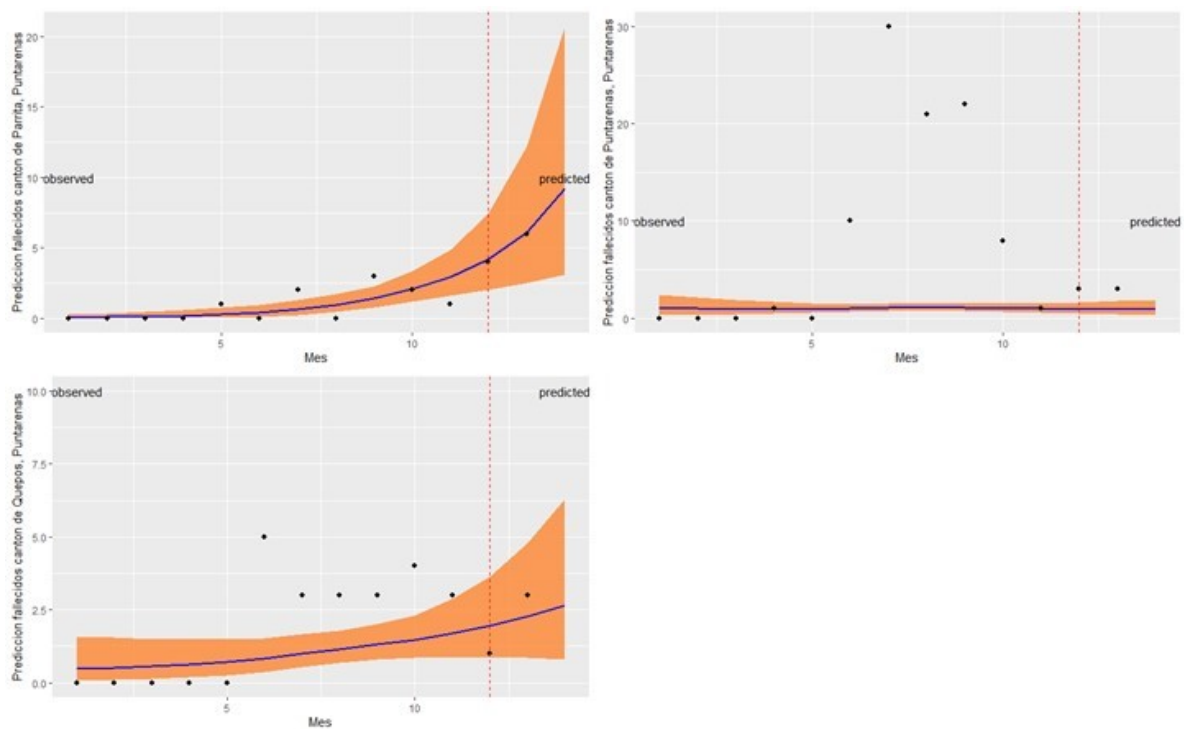 Prediccion fallecidos canton de Parrita, Puntarenas
20
15
10
5
0
observed
predicted
5
10
Mes
Prediccion fallecidos canton de Puntarenas, Puntarenas
30
20
10
0
observed
predicted
5
10
Mes
Prediccion fallecidos canton de Quepos, Puntarenas
10.0
7.5
5.0
2.5
0.0
observed
predicted
5
10
Mes